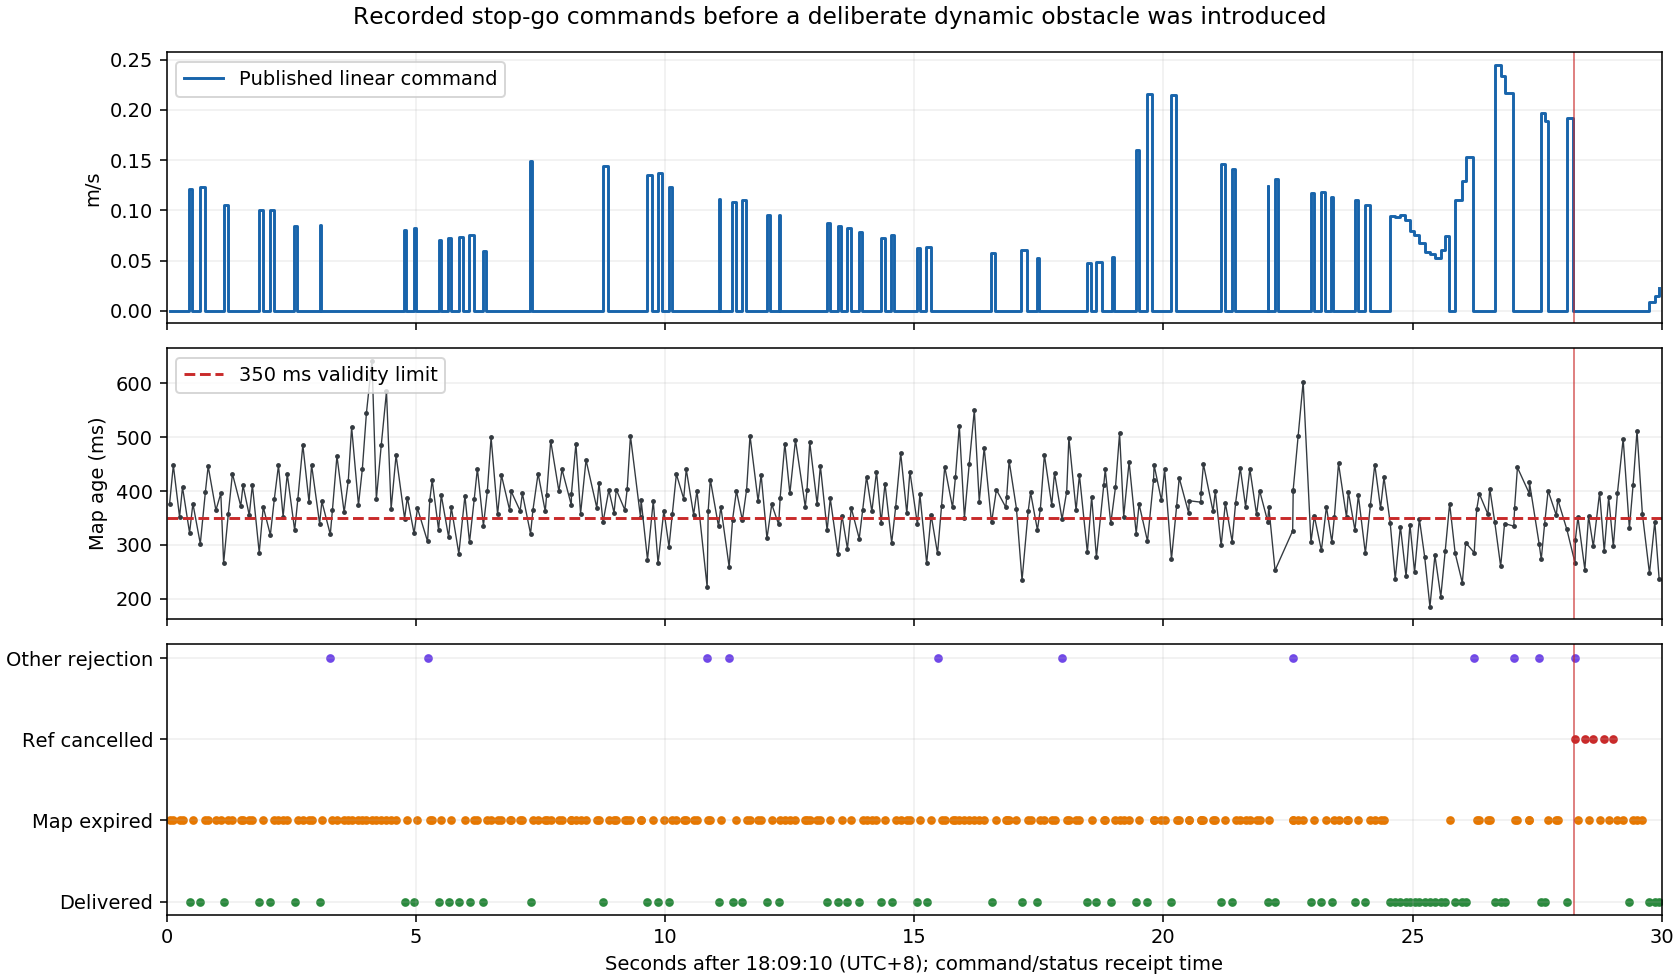 Recorded stop-go commands before a deliberate dynamic obstacle was introduced
0.25
Published linear command
0.20
0.15
m/s
0.10
0.05
0.00
600
350 ms validity limit
500
Map age (ms)
400
300
200
Other rejection
Ref cancelled
Map expired
Delivered
0 5 10 15 20 25 30
Seconds after 18:09:10 (UTC+8); command/status receipt time